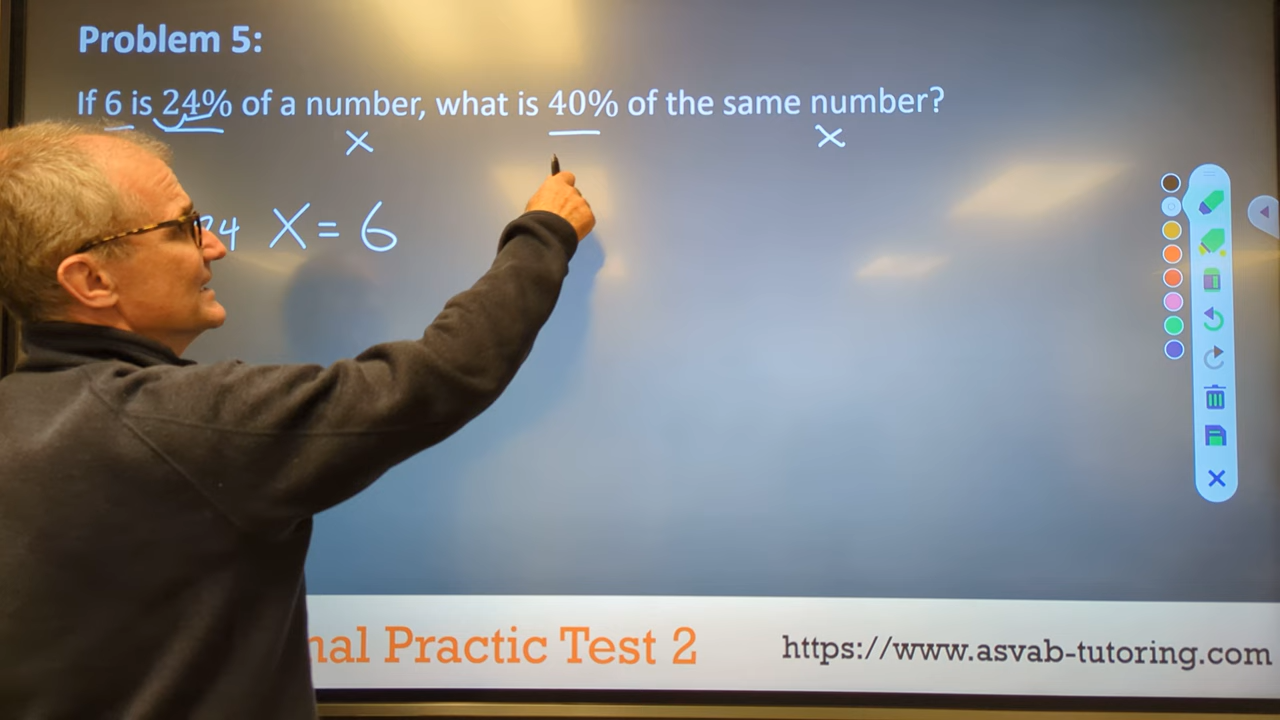 Problem 5:
If 6 is 24% of a number, what is 40% of the same number?
x x
24 X = 6
Practic Test 2
https://www.asvab-tutoring.com